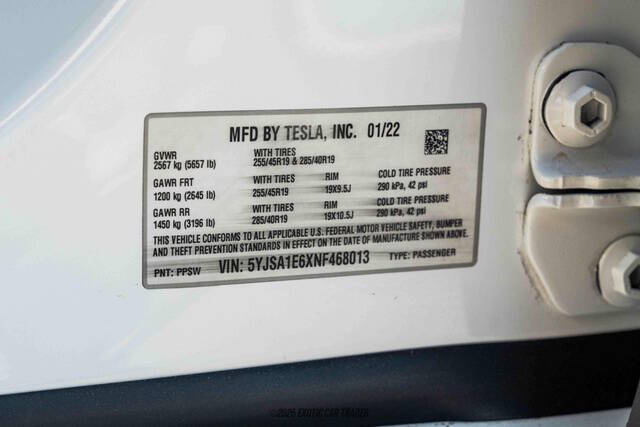 MFD BY TESLA, INC. 01/22
GVWR WITH TIRES
2567 kg (5657 lb) 255/45R19 & 285/40R19
GAWR FRT WITH TIRES RIM COLD TIRE PRESSURE
1200 kg (2645 lb) 255/45R19 19X9.5J 290 kPa, 42 psi
GAWR RR WITH TIRES RIM COLD TIRE PRESSURE
1450 kg (3196 lb) 285/40R19 19X10.5J 290 kPa, 42 psi
THIS VEHICLE CONFORMS TO ALL APPLICABLE U.S. FEDERAL MOTOR VEHICLE SAFETY, BUMPER
AND THEFT PREVENTION STANDARDS IN EFFECT ON THE DATE OF MANUFACTURE SHOWN ABOVE.
PNT: PPSW VIN: 5YJSA1E6XNF468013 TYPE: PASSENGER
©2025 EXOTIC CAR TRADER